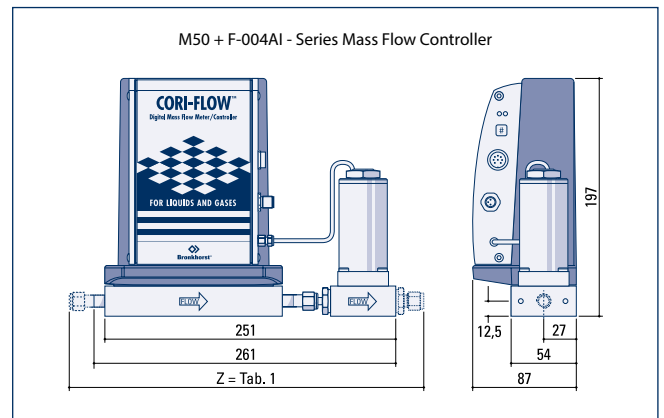 M50 + F-004AI - Series Mass Flow Controller
CORI-FLOW™
Digital Mass Flow Meter/Controller
FOR LIQUIDS AND GASES
Bronkhorst®
FLOW
FLOW
#
251
261
Z = Tab. 1
197
12,5
27
54
87